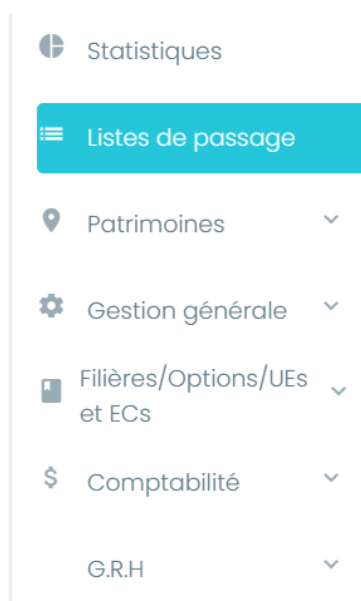 Statistiques
Listes de passage
Patrimoines
Gestion générale
Filières/Options/UEs
et ECs
Comptabilité
G.R.H